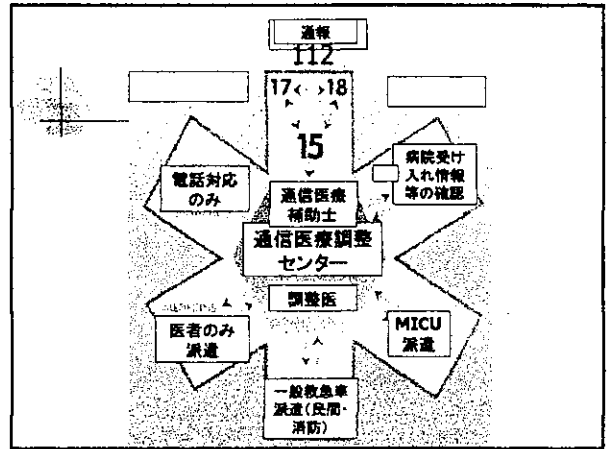 通報
112
17 18
15
電話対応
のみ
病院受け
入れ情報
等の確認
通信医療
補助士
通信医療調整
センター
調整医
医者のみ
派遣
MICU
派遣
一般救急車
派遣(民間・
消防)